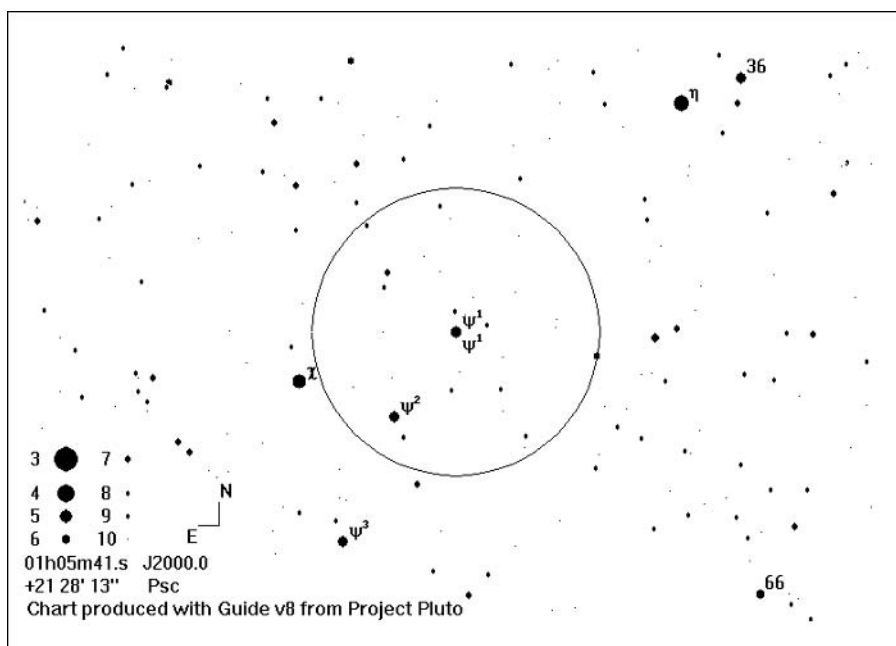 36
η
ψ¹
ψ¹
χ
ψ²
3 7
4 8
5 9
6 10
N
E
ψ³
01h05m41.s J2000.0
+21 28' 13" Psc
66
Chart produced with Guide v8 from Project Pluto